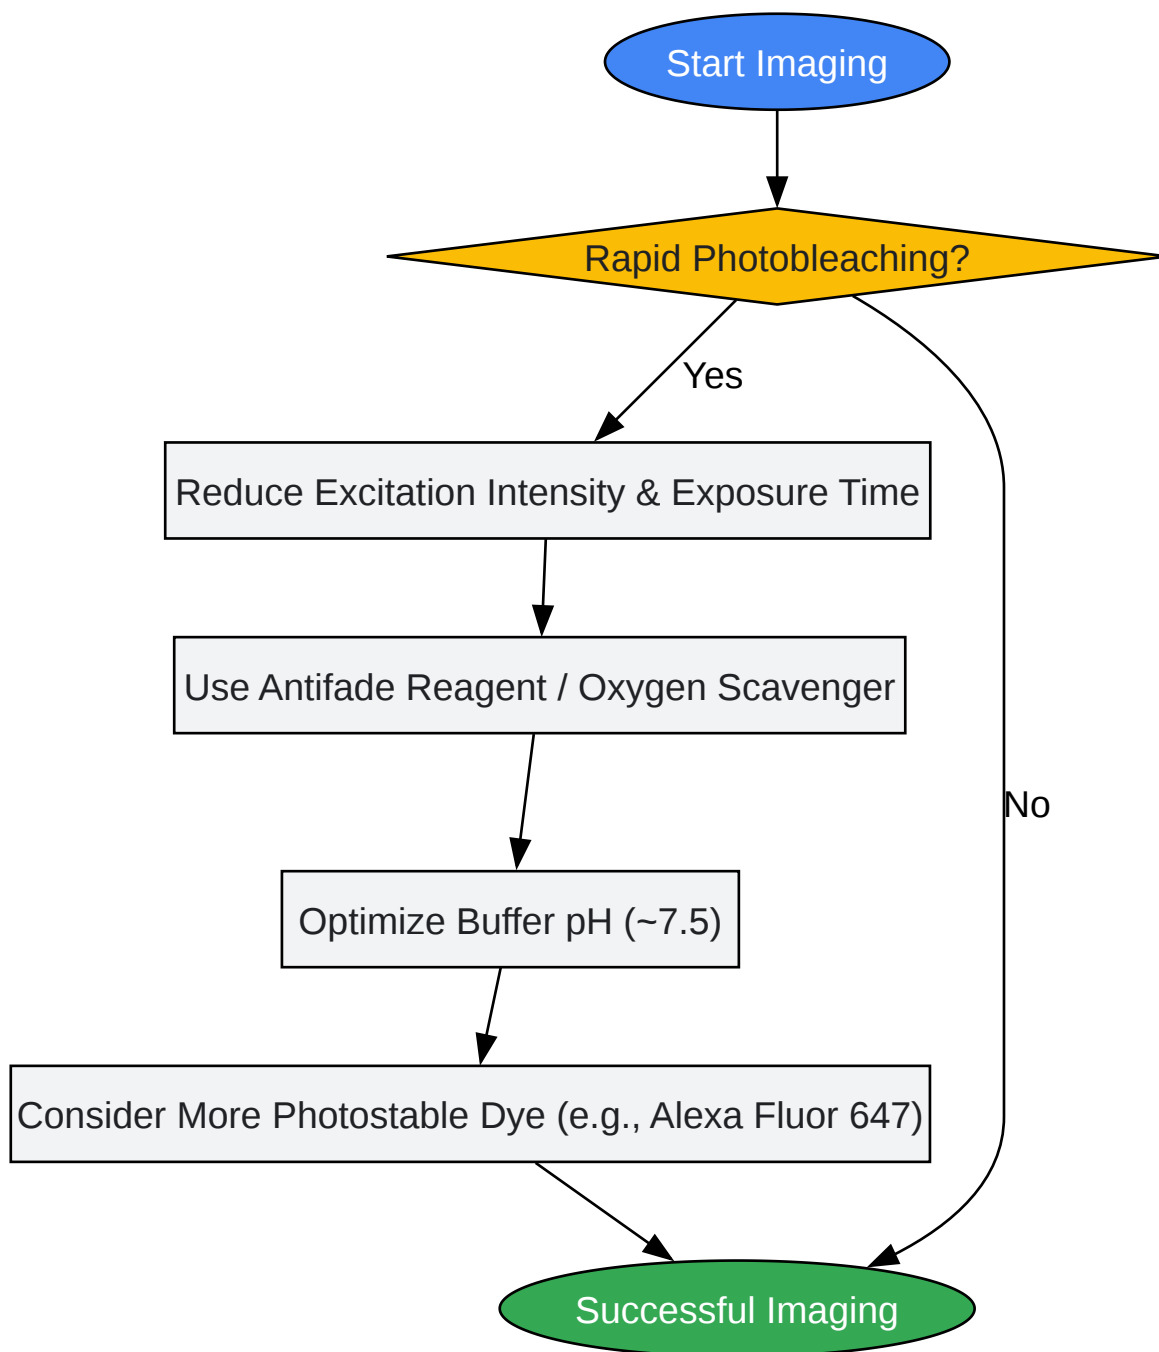 Start Imaging
Rapid Photobleaching?
Yes
Reduce Excitation Intensity & Exposure Time
Use Antifade Reagent / Oxygen Scavenger
No
Optimize Buffer pH (~7.5)
Consider More Photostable Dye (e.g., Alexa Fluor 647)
Successful Imaging